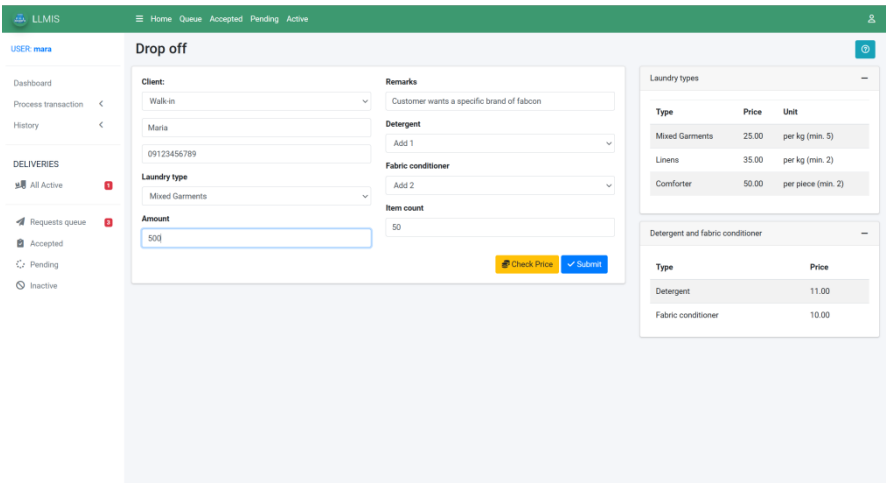 LLMIS
Home Queue Accepted Pending Active
USER: mara
Dashboard
Process transaction
History
DELIVERIES
All Active 1
Requests queue
Accepted
Pending
Inactive
Drop off
Client:
Walk-in
Maria
09123456789
Laundry type
Mixed Garments
Amount
500
Remarks
Customer wants a specific brand of fabcon
Detergent
Add 1
Fabric conditioner
Add 2
Item count
50
Check Price Submit
Laundry types
Type Price Unit
Mixed Garments 25.00 per kg (min. 5)
Linens 35.00 per kg (min. 2)
Comforter 50.00 per piece (min. 2)
Detergent and fabric conditioner
Type Price
Detergent 11.00
Fabric conditioner 10.00